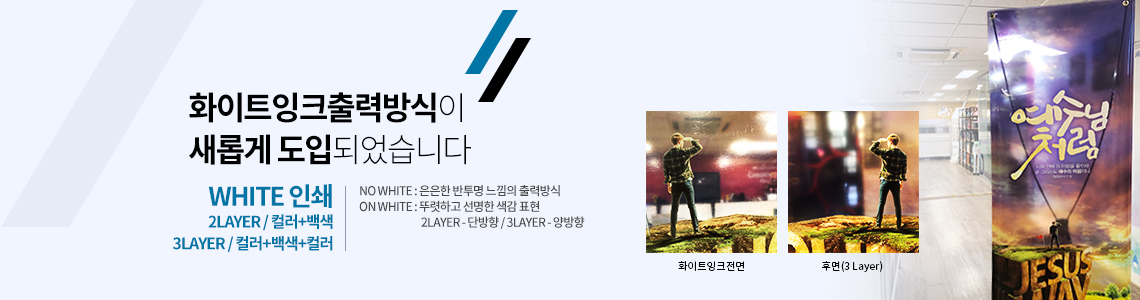 화이트잉크출력방식이
새롭게 도입되었습니다
WHITE 인쇄
2LAYER / 컬러+백색
3LAYER / 컬러+백색+컬러
NO WHITE : 은은한 반투명 느낌의 출력방식
ON WHITE : 뚜렷하고 선명한 색감 표현
2LAYER - 단방향 / 3LAYER - 양방향
화이트잉크전면
후면(3 Layer)
예수님
처럼
JESUS
WAY